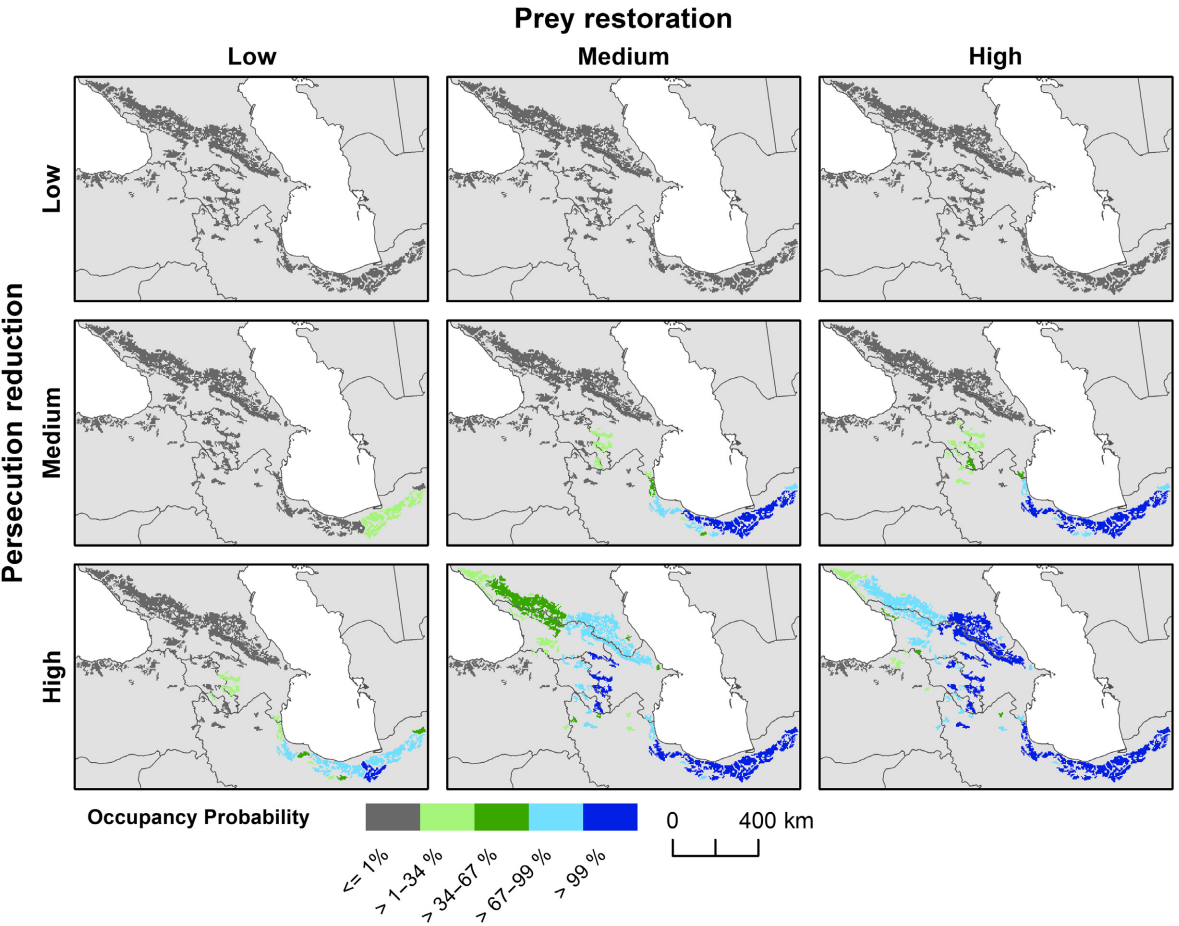 Prey restoration
Low Medium High
Persecution reduction
Low
Medium
High
Occupancy Probability
<= 1%
> 1–34 %
> 34–67 %
> 67–99 %
> 99 %
0 400 km